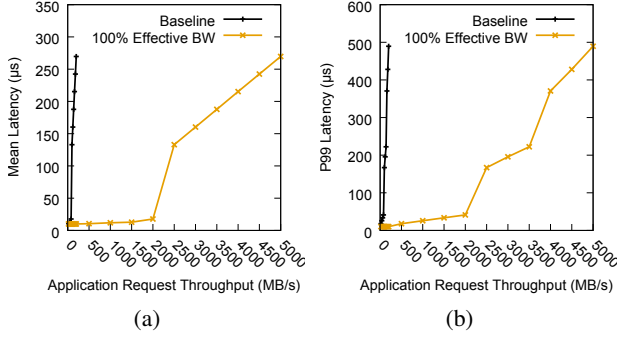 Baseline
100% Effective BW
Mean Latency (µs)
350
300
250
200
150
100
50
0
0 500 1000 1500 2000 2500 3000 3500 4000 4500 5000
Application Request Throughput (MB/s)
(a)
Baseline
100% Effective BW
P99 Latency (µs)
600
500
400
300
200
100
0
0 500 1000 1500 2000 2500 3000 3500 4000 4500 5000
Application Request Throughput (MB/s)
(b)